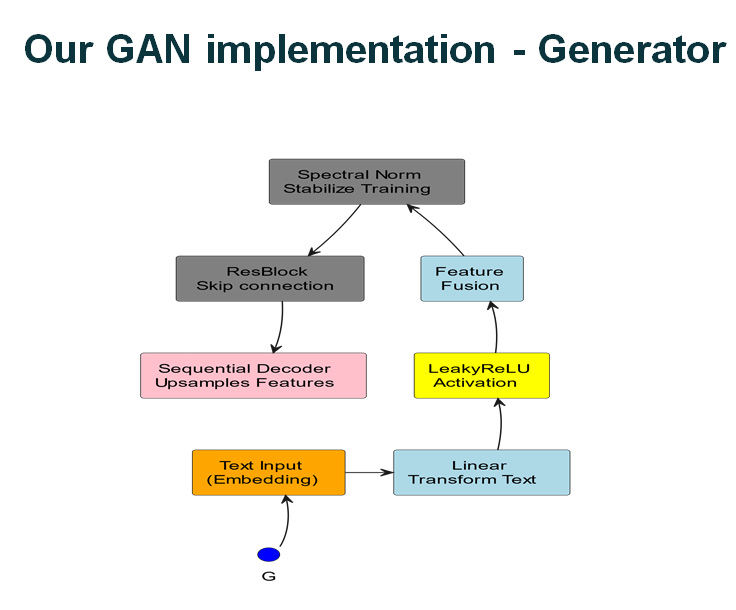 Our GAN implementation - Generator
Spectral Norm
Stabilize Training
ResBlock
Skip connection
Feature
Fusion
Sequential Decoder
Upsamples Features
LeakyReLU
Activation
Text Input
(Embedding)
Linear
Transform Text
G